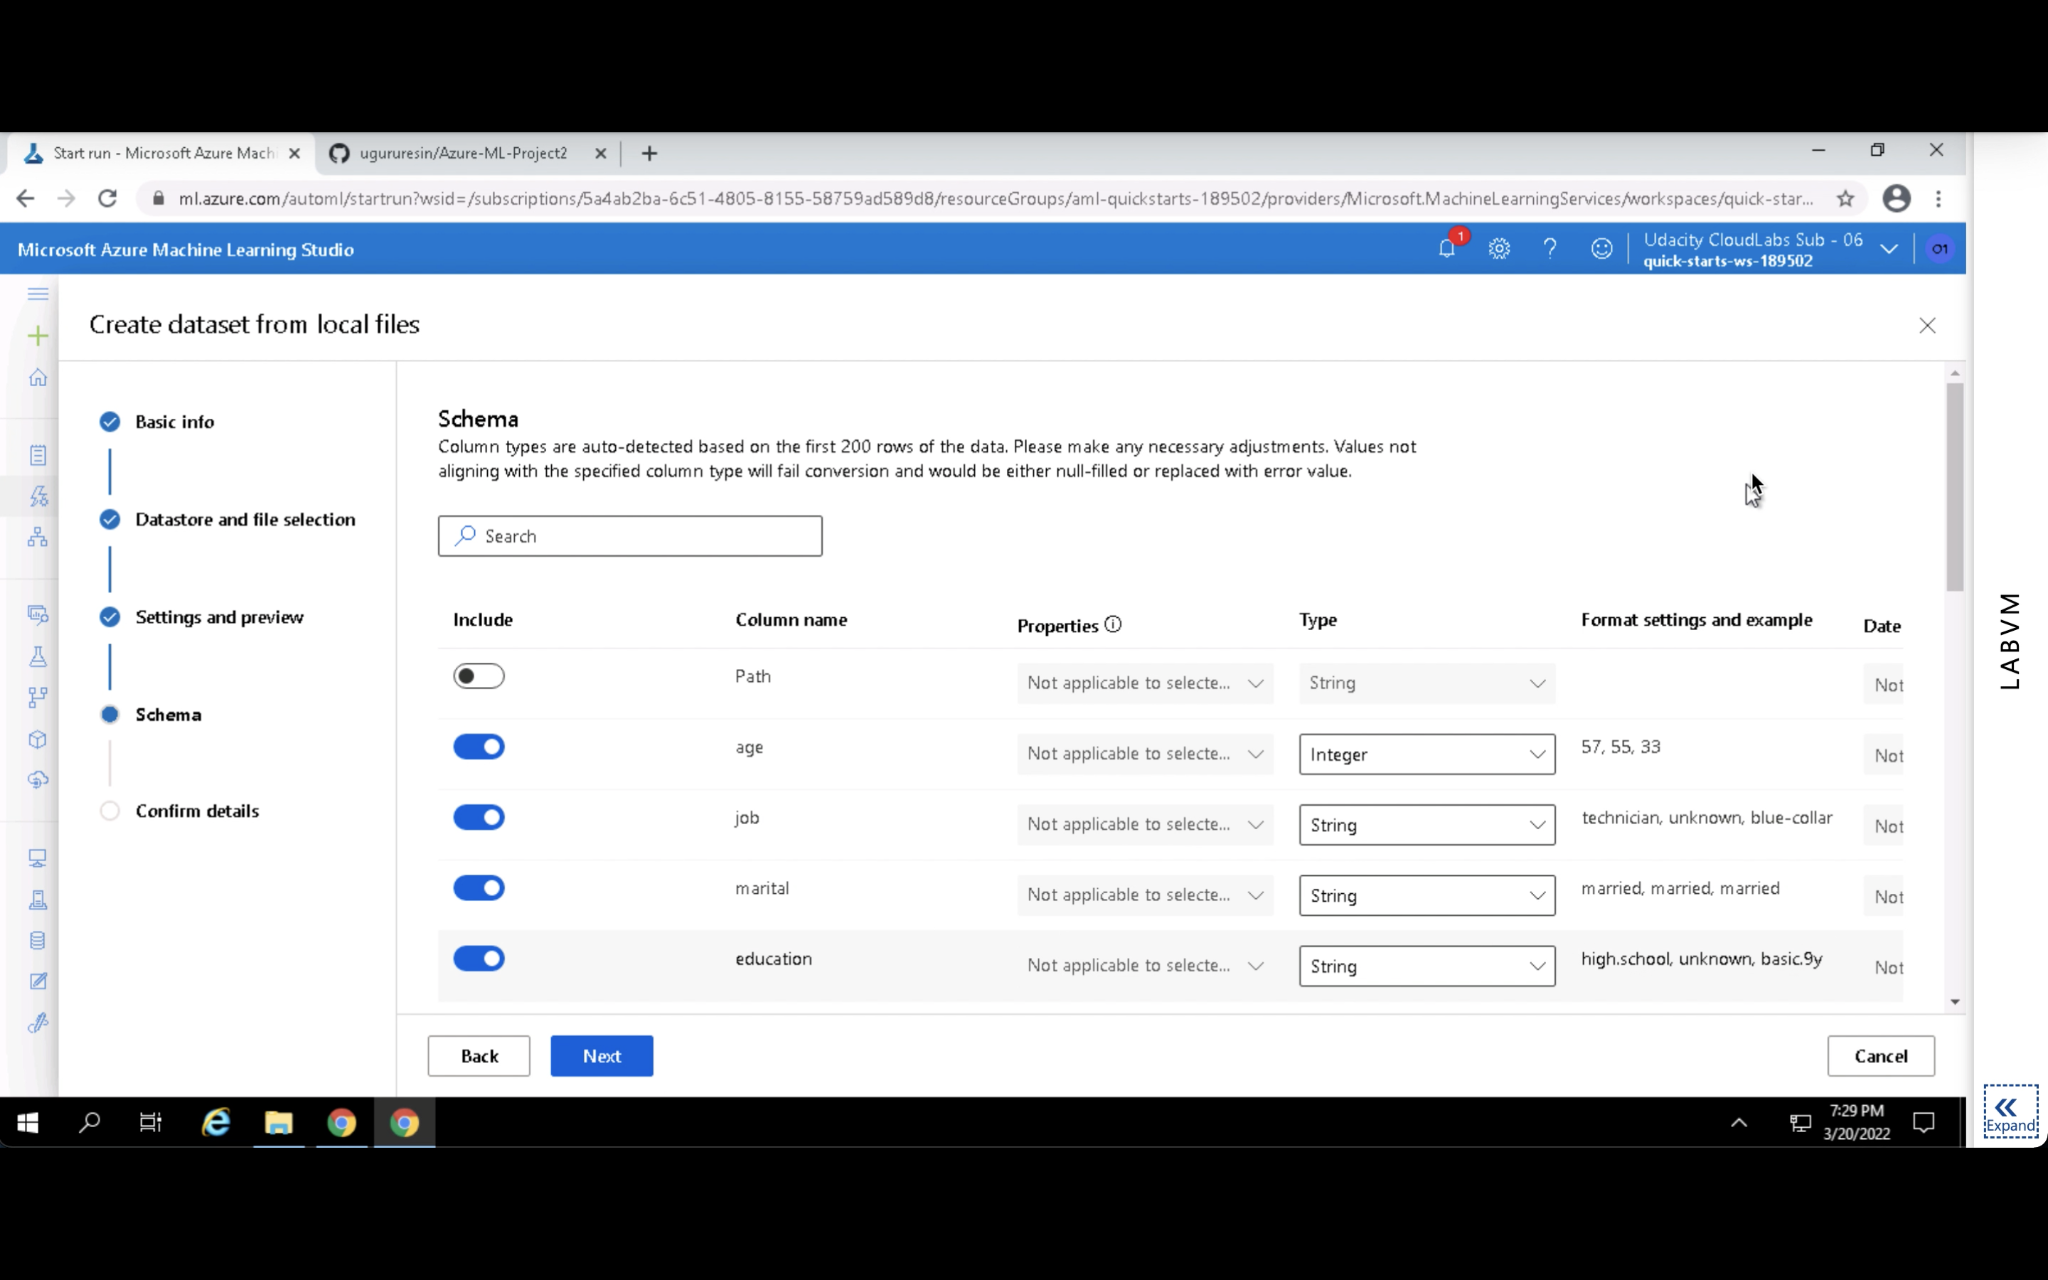 Start run - Microsoft Azure Machi
ugururesin/Azure-ML-Project2
ml.azure.com/automl/startrun?wsid=/subscriptions/5a4ab2ba-6c51-4805-8155-58759ad589d8/resourceGroups/aml-quickstarts-189502/providers/Microsoft.MachineLearningServices/workspaces/quick-star...
Microsoft Azure Machine Learning Studio
1
Udacity CloudLabs Sub - 06
quick-starts-ws-189502
O1
Create dataset from local files
Basic info
Datastore and file selection
Settings and preview
Schema
Confirm details
Schema
Column types are auto-detected based on the first 200 rows of the data. Please make any necessary adjustments. Values not
aligning with the specified column type will fail conversion and would be either null-filled or replaced with error value.
Search
Include Column name Properties Type Format settings and example Date
Path Not applicable to selecte... String Not
age Not applicable to selecte... Integer 57, 55, 33 Not
job Not applicable to selecte... String technician, unknown, blue-collar Not
marital Not applicable to selecte... String married, married, married Not
education Not applicable to selecte... String high.school, unknown, basic.9y Not
Back Next Cancel
7:29 PM
3/20/2022
LABVM
Expand